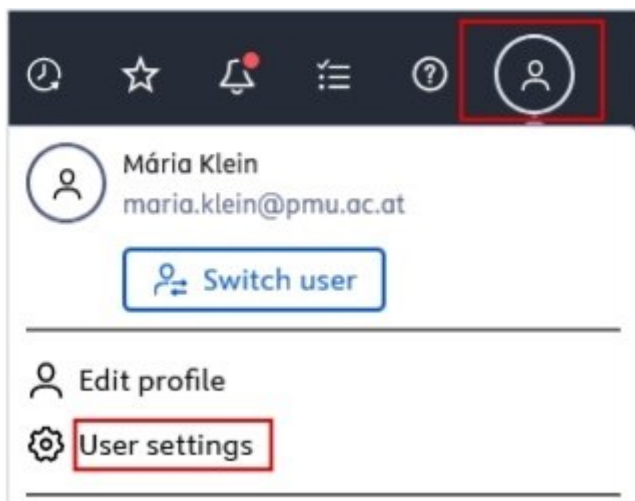 Mária Klein
maria.klein@pmu.ac.at
Switch user
Edit profile
User settings